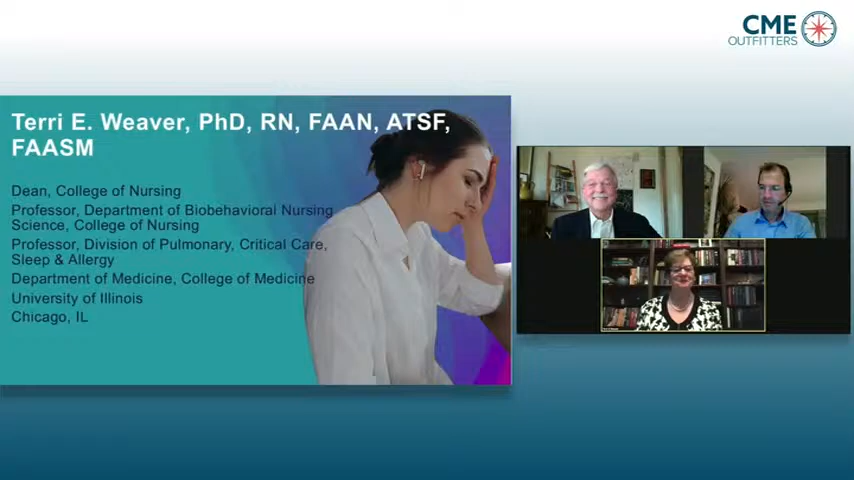 CME
OUTFITTERS
Terri E. Weaver, PhD, RN, FAAN, ATSF,
FAASM
Dean, College of Nursing
Professor, Department of Biobehavioral Nursing
Science, College of Nursing
Professor, Division of Pulmonary, Critical Care,
Sleep & Allergy
Department of Medicine, College of Medicine
University of Illinois
Chicago, IL